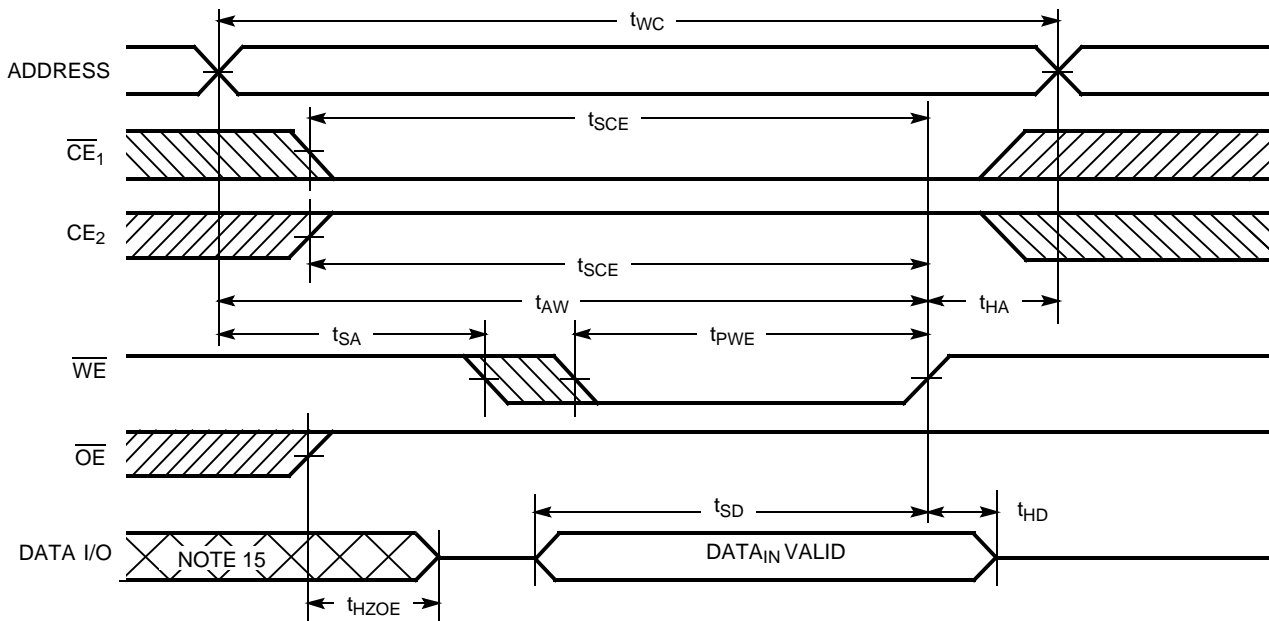 tWC
ADDRESS
tSCE
CE1
CE2
tSCE
tAW
tHA
tSA
tPWE
WE
OE
tSD
tHD
DATA I/O
NOTE 15
DATAIN VALID
tHZOE